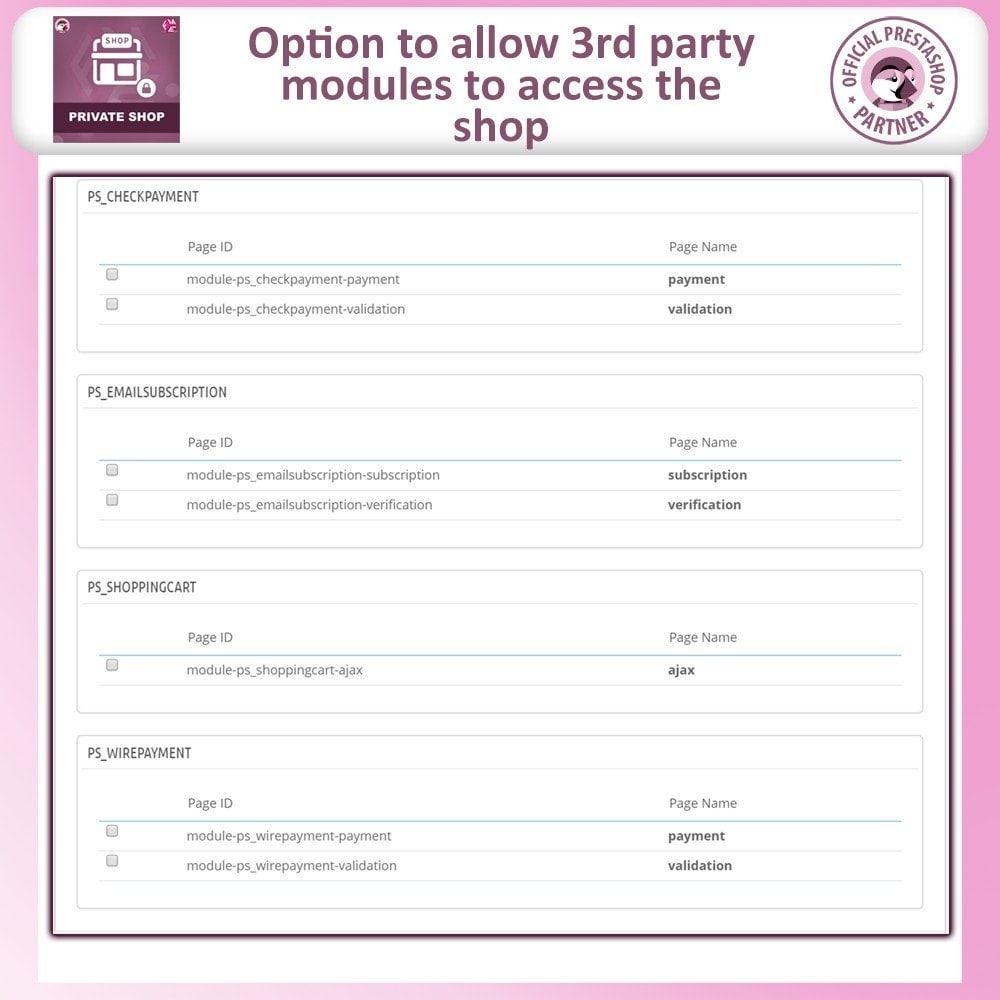 SHOP
PRIVATE SHOP
Option to allow 3rd party
modules to access the
shop
OFFICIAL PRESTASHOP
PARTNER
PS_CHECKPAYMENT
Page ID Page Name
module-ps_checkpayment-payment payment
module-ps_checkpayment-validation validation
PS_EMAILSUBSCRIPTION
Page ID Page Name
module-ps_emailsubscription-subscription subscription
module-ps_emailsubscription-verification verification
PS_SHOPPINGCART
Page ID Page Name
module-ps_shoppingcart-ajax ajax
PS_WIREPAYMENT
Page ID Page Name
module-ps_wirepayment-payment payment
module-ps_wirepayment-validation validation